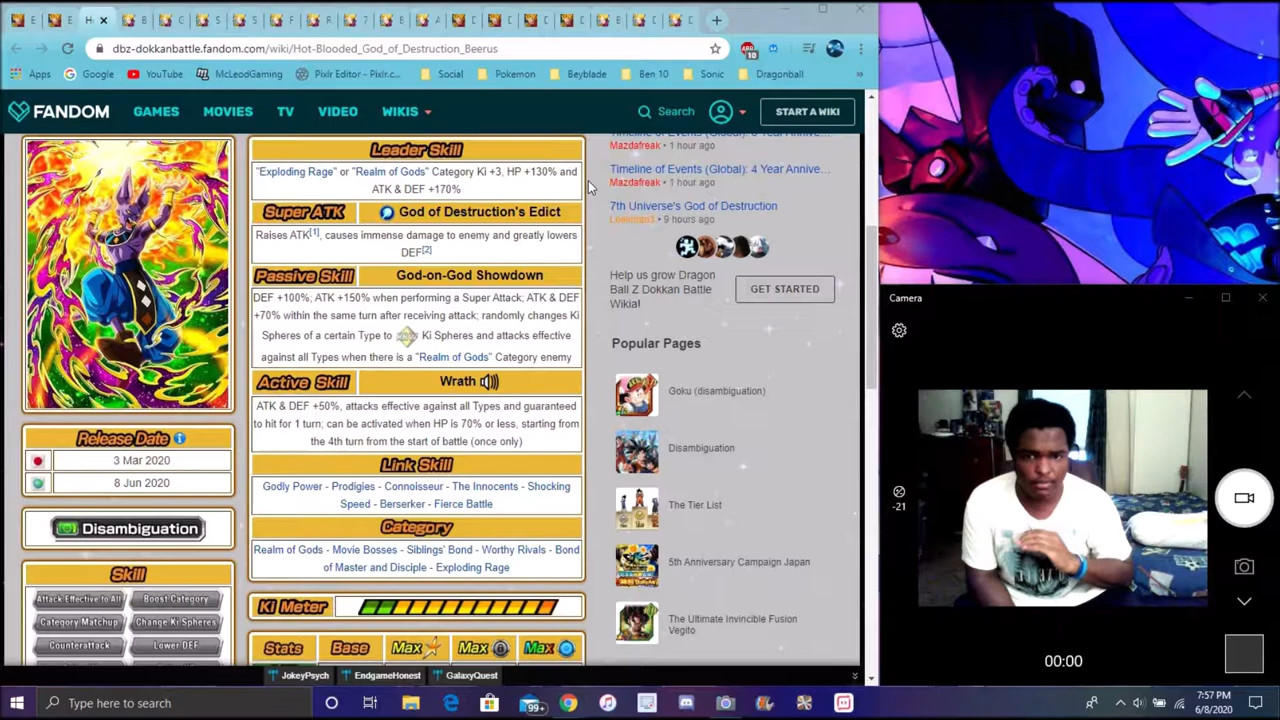 dbz-dokkanbattle.fandom.com/wiki/Hot-Blooded_God_of_Destruction_Beerus
Apps Google YouTube McLeodGaming Pixlr Editor - Pixlr.c... Social Pokemon Beyblade Ben 10 Sonic Dragonball »
FANDOM GAMES MOVIES TV VIDEO WIKIS Search START A WIKI
Leader Skill
"Exploding Rage" or "Realm of Gods" Category Ki +3, HP +130% and
ATK & DEF +170%
Super ATK God of Destruction's Edict
Raises ATK[1], causes immense damage to enemy and greatly lowers
DEF[2]
Passive Skill God-on-God Showdown
DEF +100%; ATK +150% when performing a Super Attack; ATK & DEF
+70% within the same turn after receiving attack; randomly changes Ki
Spheres of a certain Type to Ki Spheres and attacks effective
against all Types when there is a "Realm of Gods" Category enemy
Active Skill Wrath
ATK & DEF +50%, attacks effective against all Types and guaranteed
to hit for 1 turn; can be activated when HP is 70% or less, starting from
the 4th turn from the start of battle (once only)
Link Skill
Godly Power - Prodigies - Connoisseur - The Innocents - Shocking
Speed - Berserker - Fierce Battle
Category
Realm of Gods - Movie Bosses - Siblings' Bond - Worthy Rivals - Bond
of Master and Disciple - Exploding Rage
Ki Meter
Stats Base Max Max Max
Release Date
3 Mar 2020
8 Jun 2020
Disambiguation
Skill
Attack Effective to All Boost Category
Category Matchup Change Ki Spheres
Counterattack Lower DEF
Timeline of Events (Global): 6 Year Annive...
Mazdafreak • 1 hour ago
Timeline of Events (Global): 4 Year Annive...
Mazdafreak • 1 hour ago
7th Universe's God of Destruction
• 9 hours ago
Help us grow Dragon
Ball Z Dokkan Battle
Wikia!
GET STARTED
Popular Pages
Goku (disambiguation)
Disambiguation
The Tier List
5th Anniversary Campaign Japan
The Ultimate Invincible Fusion
Vegito
JokeyPsych EndgameHonest GalaxyQuest
Camera
-21
00:00
Type here to search
99+
7:57 PM
6/8/2020